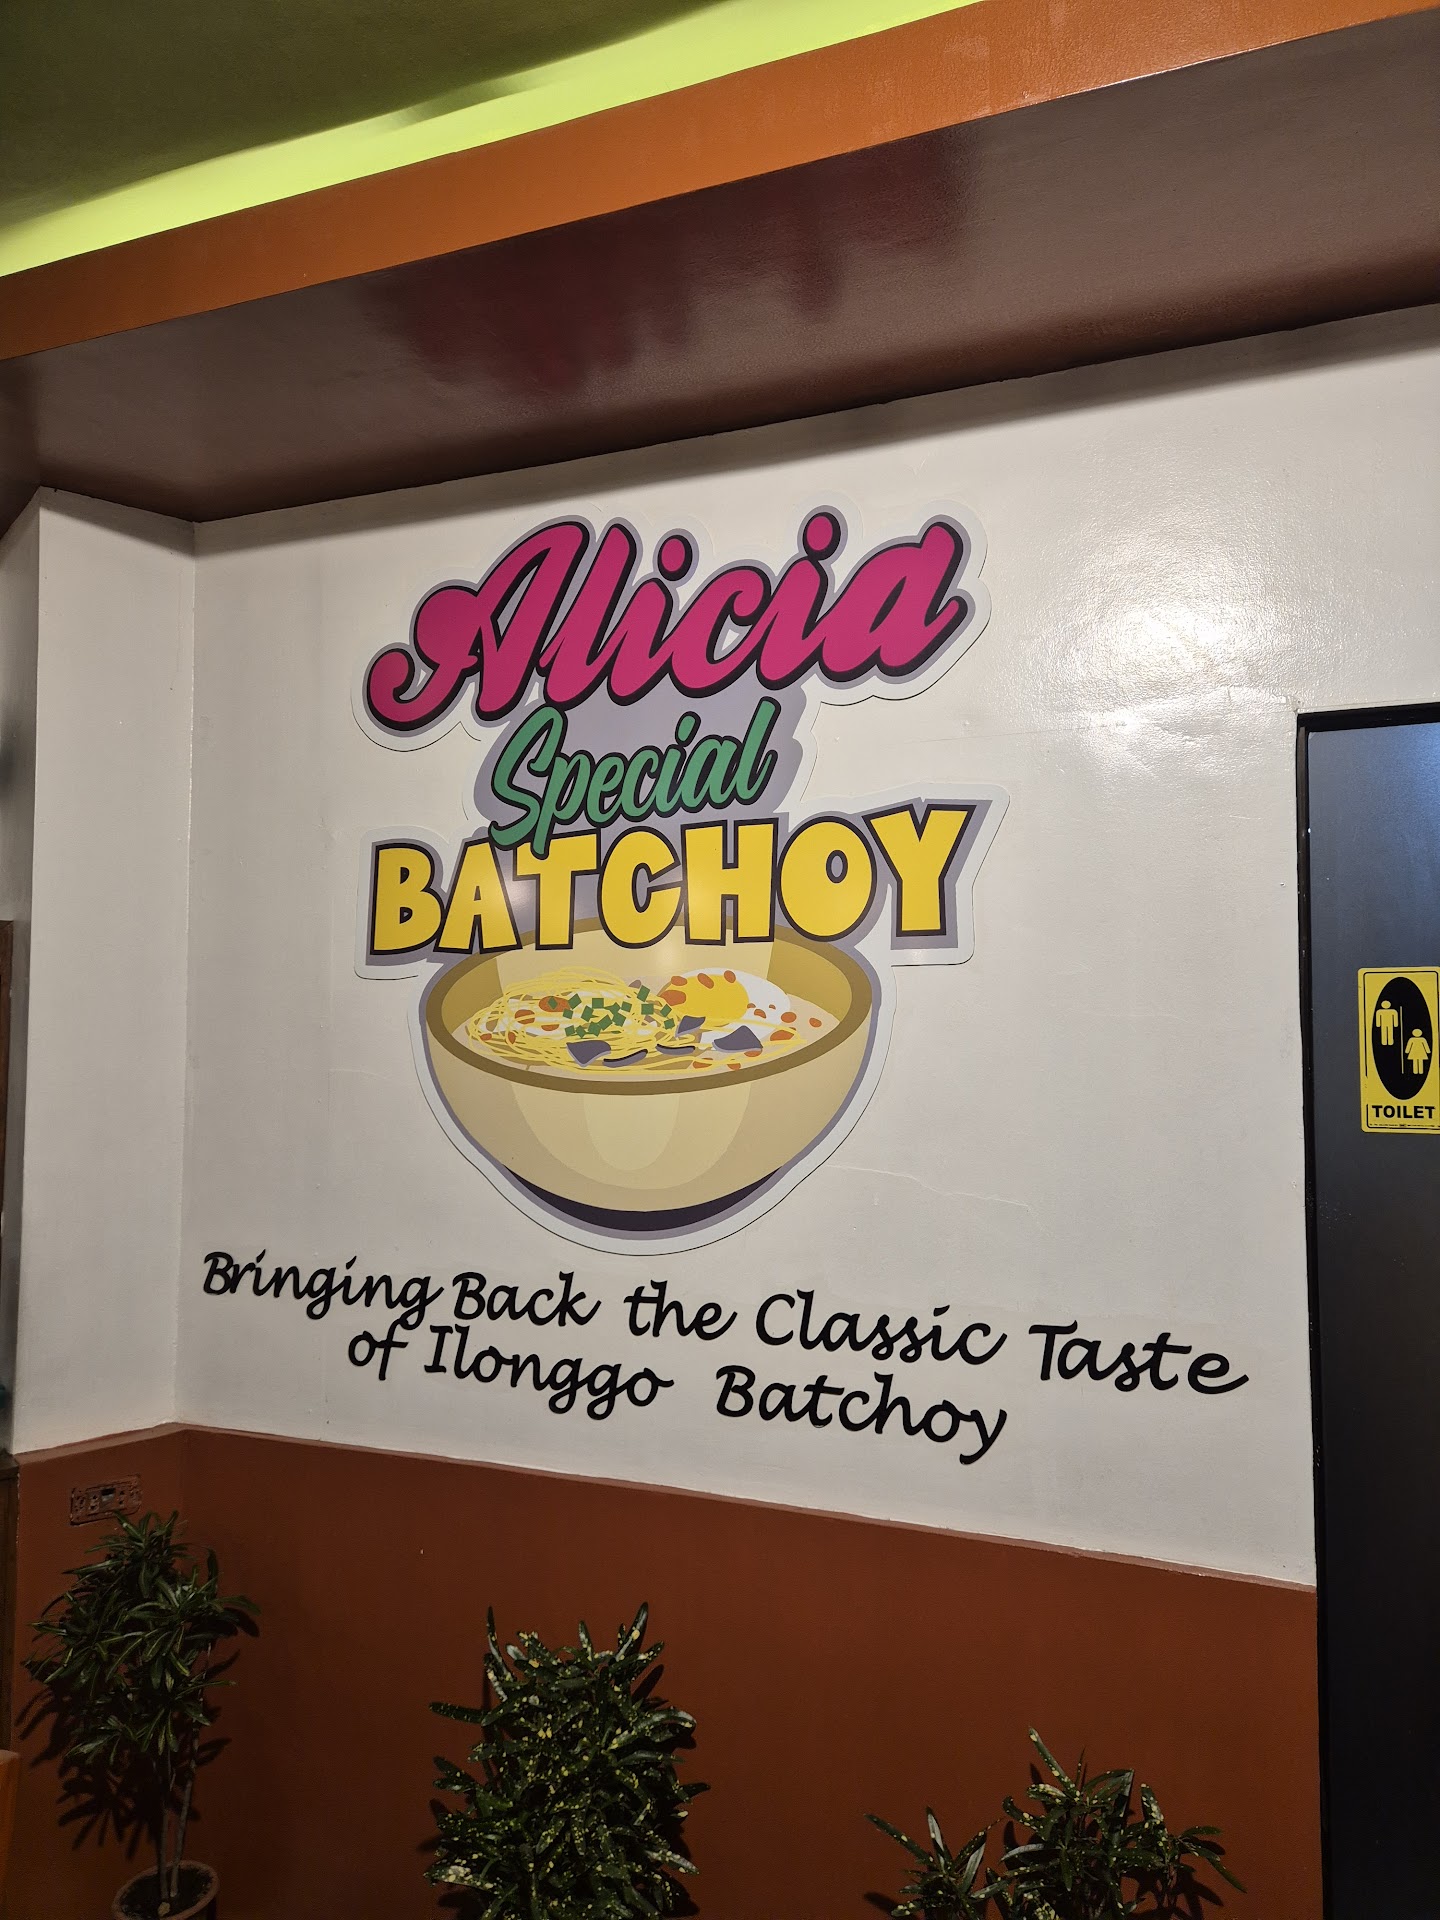 Alicia
Special
BATCHOY
Bringing Back the Classic Taste
of Ilonggo Batchoy
TOILET